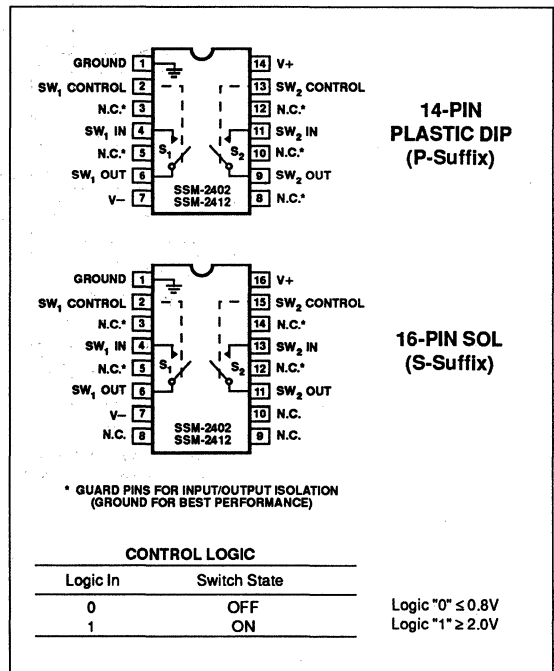 GROUND 1 14 V+
SW1 CONTROL 2 13 SW2 CONTROL
N.C.* 3 12 N.C.*
SW1 IN 4 11 SW2 IN
N.C.* 5 S1 S2 10 N.C.*
SW1 OUT 6 9 SW2 OUT
V– 7 8 N.C.*
SSM-2402
SSM-2412
14-PIN
PLASTIC DIP
(P-Suffix)
GROUND 1 16 V+
SW1 CONTROL 2 15 SW2 CONTROL
N.C.* 3 14 N.C.*
SW1 IN 4 13 SW2 IN
N.C.* 5 S1 S2 12 N.C.*
SW1 OUT 6 11 SW2 OUT
V– 7 10 N.C.
N.C. 8 9 N.C.
SSM-2402
SSM-2412
16-PIN SOL
(S-Suffix)
* GUARD PINS FOR INPUT/OUTPUT ISOLATION
(GROUND FOR BEST PERFORMANCE)
CONTROL LOGIC
Logic In Switch State
0 OFF Logic "0" ≤ 0.8V
1 ON Logic "1" ≥ 2.0V